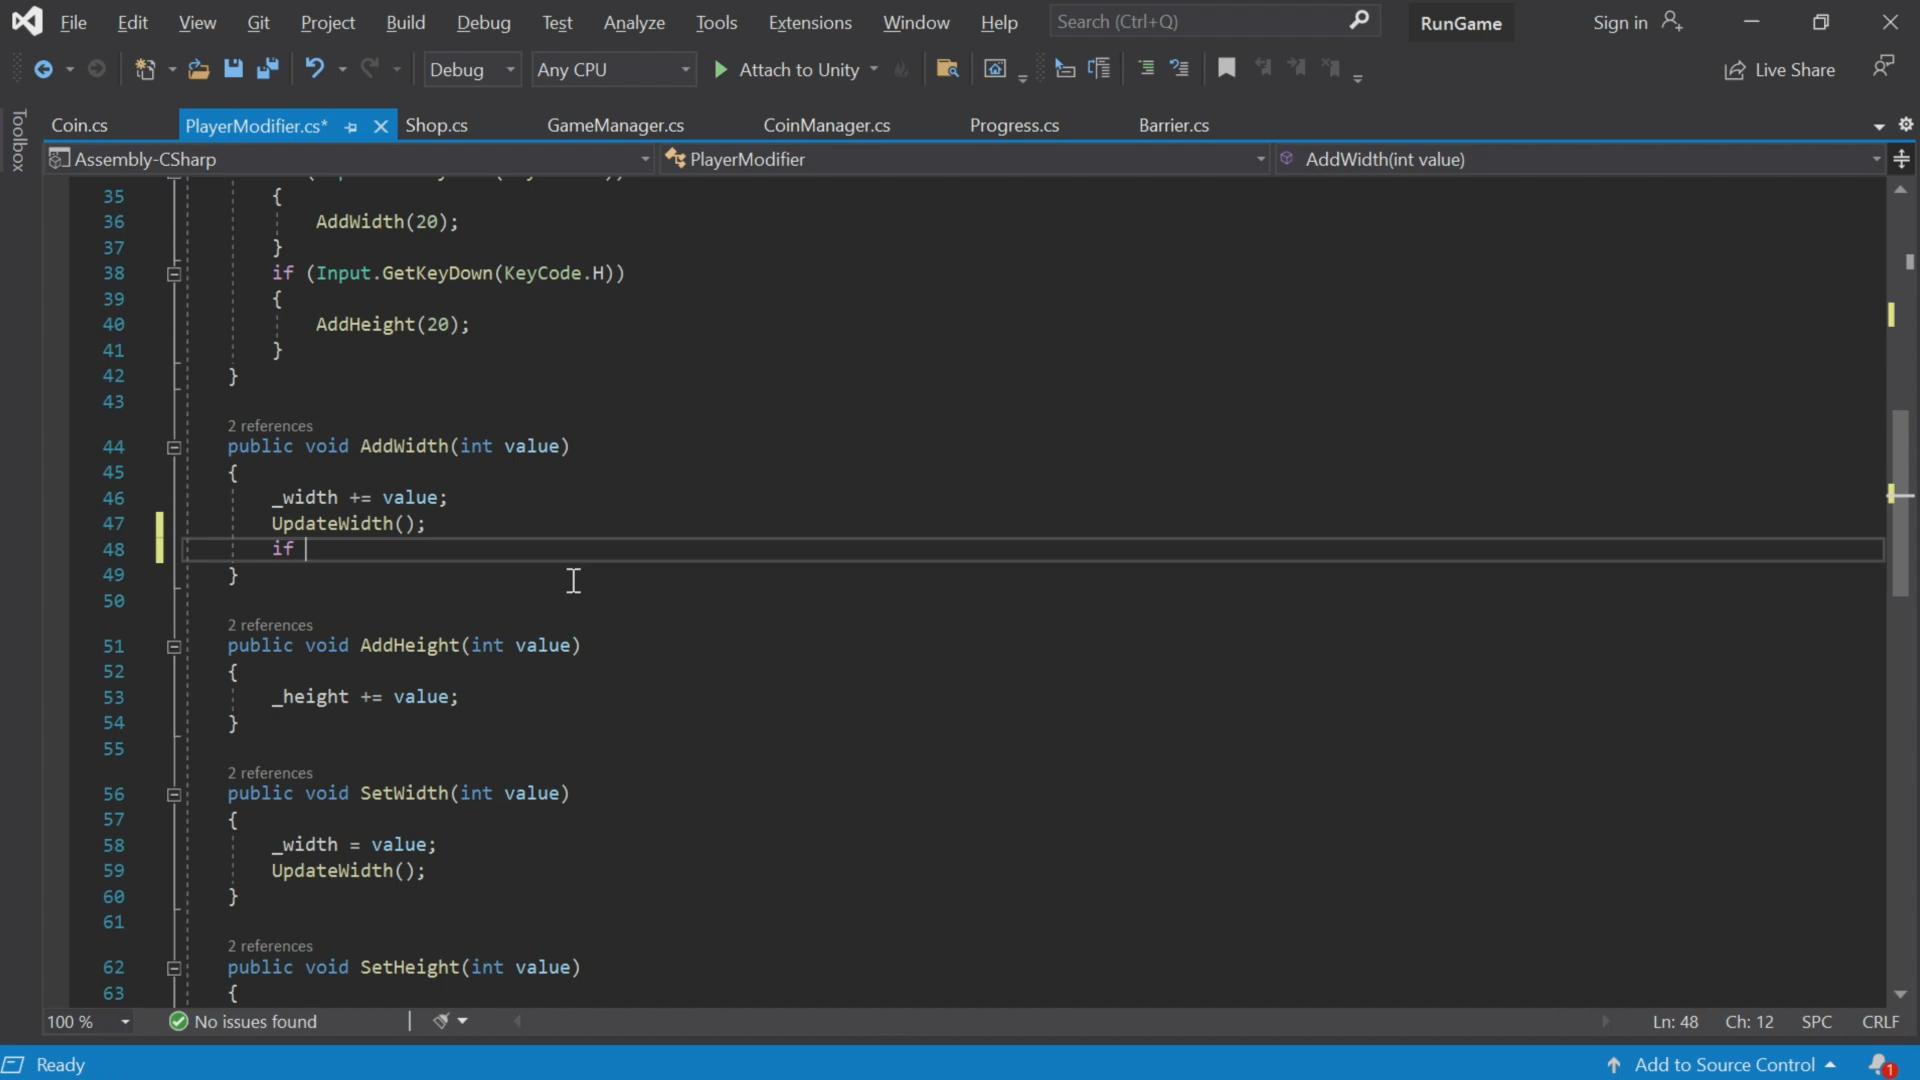 File Edit View Git Project Build Debug Test Analyze Tools Extensions Window Help Search (Ctrl+Q) RunGame Sign in
Debug Any CPU Attach to Unity Live Share
Toolbox
Coin.cs PlayerModifier.cs* Shop.cs GameManager.cs CoinManager.cs Progress.cs Barrier.cs
Assembly-CSharp PlayerModifier AddWidth(int value)
35 {
36 AddWidth(20);
37 }
38 if (Input.GetKeyDown(KeyCode.H))
39 {
40 AddHeight(20);
41 }
42 }
43
2 references
44 public void AddWidth(int value)
45 {
46 _width += value;
47 UpdateWidth();
48 if
49 }
50
2 references
51 public void AddHeight(int value)
52 {
53 _height += value;
54 }
55
2 references
56 public void SetWidth(int value)
57 {
58 _width = value;
59 UpdateWidth();
60 }
61
2 references
62 public void SetHeight(int value)
63 {
100 % No issues found Ln: 48 Ch: 12 SPC CRLF
Ready Add to Source Control 1